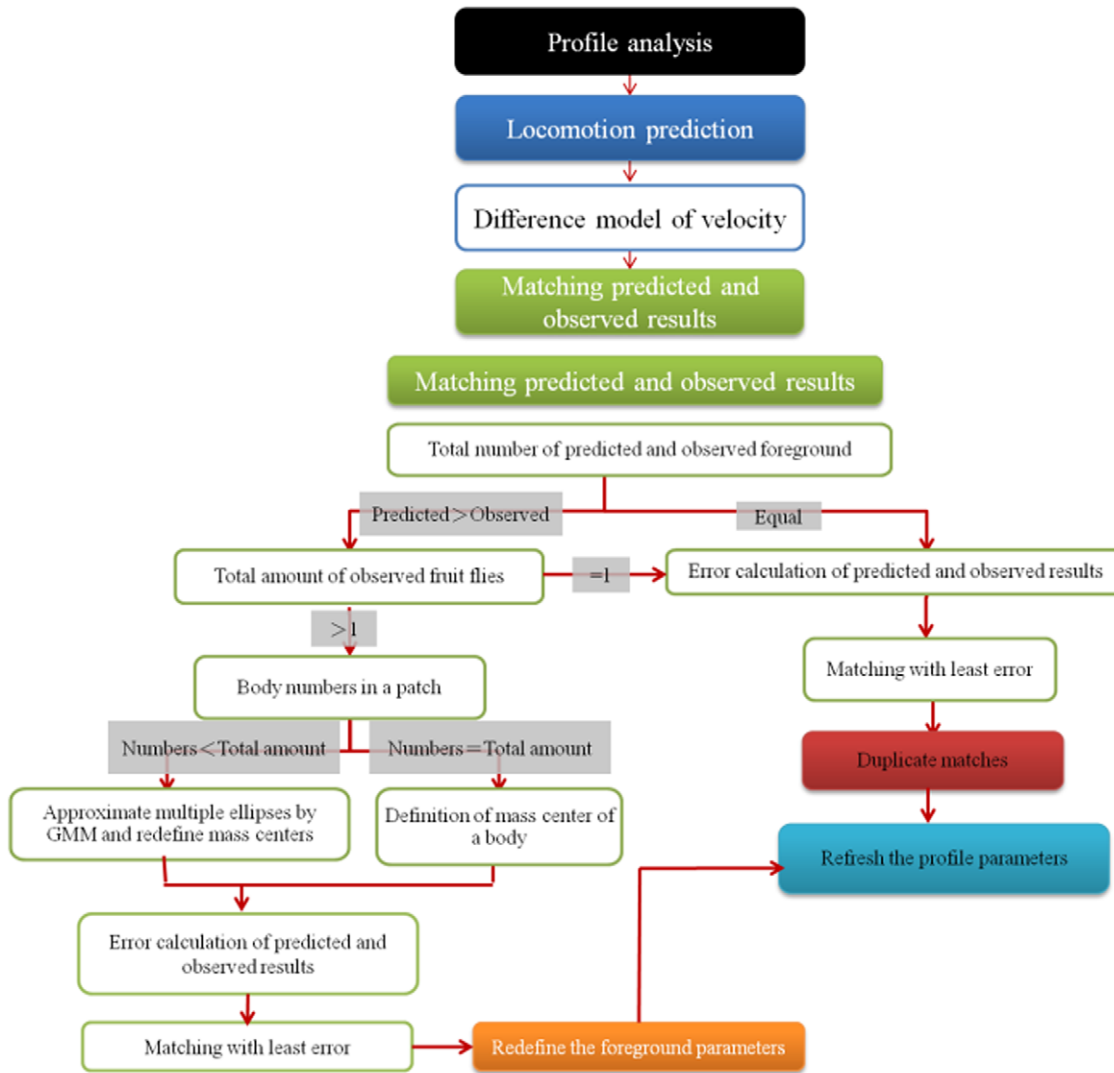 Profile analysis
Locomotion prediction
Difference model of velocity
Matching predicted and
observed results
Matching predicted and observed results
Total number of predicted and observed foreground
Predicted＞Observed
Equal
Total amount of observed fruit flies
=1
Error calculation of predicted and observed results
＞1
Matching with least error
Body numbers in a patch
Numbers＜Total amount
Numbers＝Total amount
Duplicate matches
Approximate multiple ellipses by
GMM and redefine mass centers
Definition of mass center of
a body
Refresh the profile parameters
Error calculation of predicted and
observed results
Matching with least error
Redefine the foreground parameters